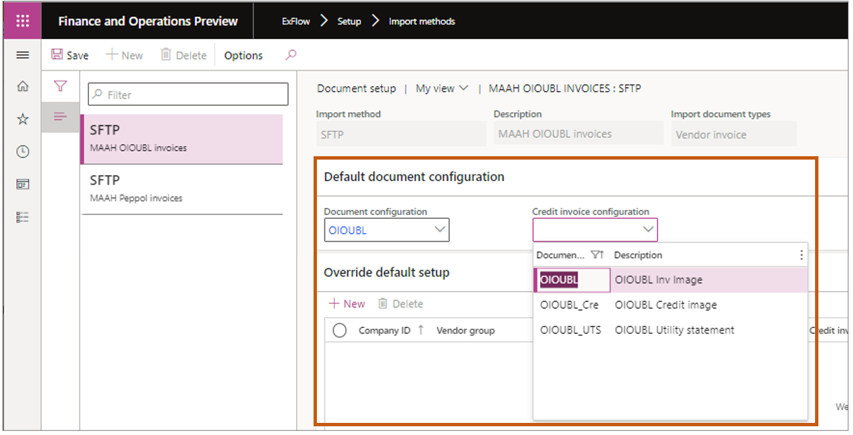 Finance and Operations Preview
ExFlow > Setup > Import methods
Save + New Delete Options
Filter
SFTP
MAAH OIOUBL invoices
SFTP
MAAH Peppol invoices
Document setup | My view | MAAH OIOUBL INVOICES : SFTP
Import method Description Import document types
SFTP MAAH OIOUBL invoices Vendor invoice
Default document configuration
Document configuration Credit invoice configuration
OIOUBL
Documen... Description
OIOUBL OIOUBL Inv Image
OIOUBL_Cre OIOUBL Credit image
OIOUBL_UTS OIOUBL Utility statement
Override default setup
+ New Delete
Company ID ↑ Vendor group Credit inv
We